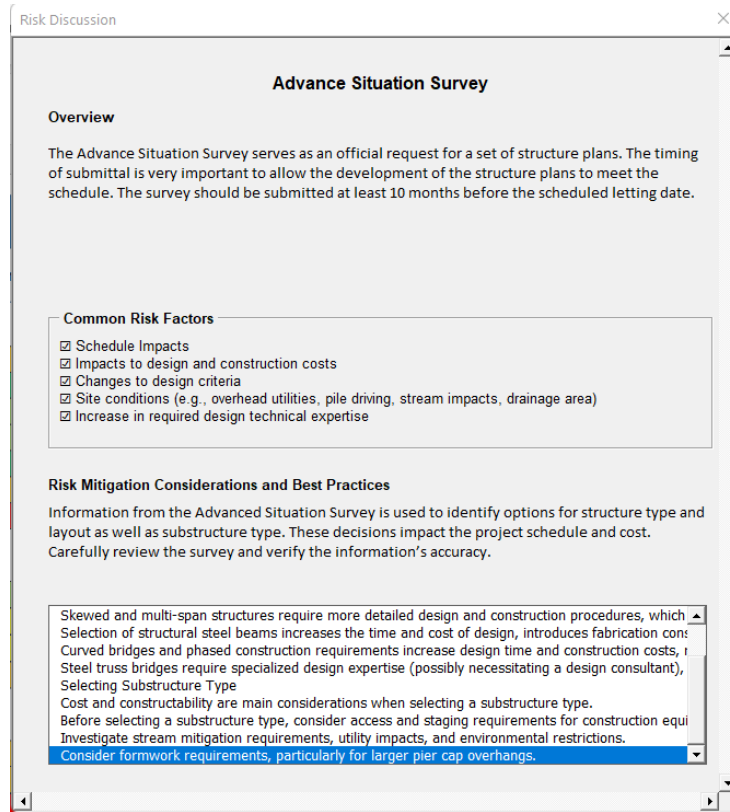 Risk Discussion
Advance Situation Survey
Overview
The Advance Situation Survey serves as an official request for a set of structure plans. The timing
of submittal is very important to allow the development of the structure plans to meet the
schedule. The survey should be submitted at least 10 months before the scheduled letting date.
Common Risk Factors
Schedule Impacts
Impacts to design and construction costs
Changes to design criteria
Site conditions (e.g., overhead utilities, pile driving, stream impacts, drainage area)
Increase in required design technical expertise
Risk Mitigation Considerations and Best Practices
Information from the Advanced Situation Survey is used to identify options for structure type and
layout as well as substructure type. These decisions impact the project schedule and cost.
Carefully review the survey and verify the information's accuracy.
Skewed and multi-span structures require more detailed design and construction procedures, which
Selection of structural steel beams increases the time and cost of design, introduces fabrication
Curved bridges and phased construction requirements increase design time and construction costs,
Steel truss bridges require specialized design expertise (possibly necessitating a design consultant),
Selecting Substructure Type
Cost and constructability are main considerations when selecting a substructure type.
Before selecting a substructure type, consider access and staging requirements for construction
Investigate stream mitigation requirements, utility impacts, and environmental restrictions.
Consider formwork requirements, particularly for larger pier cap overhangs.